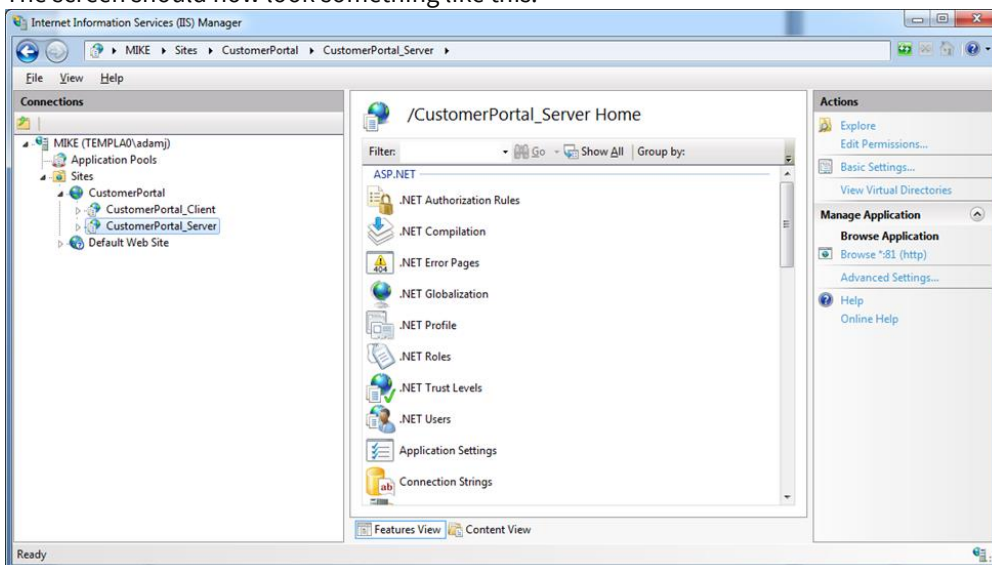 The screen should now look something like this:
Internet Information Services (IIS) Manager
MIKE Sites CustomerPortal CustomerPortal_Server
File View Help
Connections
MIKE (TEMPLA0\adamj)
Application Pools
Sites
CustomerPortal
CustomerPortal_Client
CustomerPortal_Server
Default Web Site
/CustomerPortal_Server Home
Filter: Go Show All Group by:
ASP.NET
.NET Authorization Rules
.NET Compilation
404
.NET Error Pages
.NET Globalization
.NET Profile
.NET Roles
.NET Trust Levels
.NET Users
Application Settings
ab
Connection Strings
Features View Content View
Actions
Explore
Edit Permissions...
Basic Settings...
View Virtual Directories
Manage Application
Browse Application
Browse *:81 (http)
Advanced Settings...
Help
Online Help
Ready